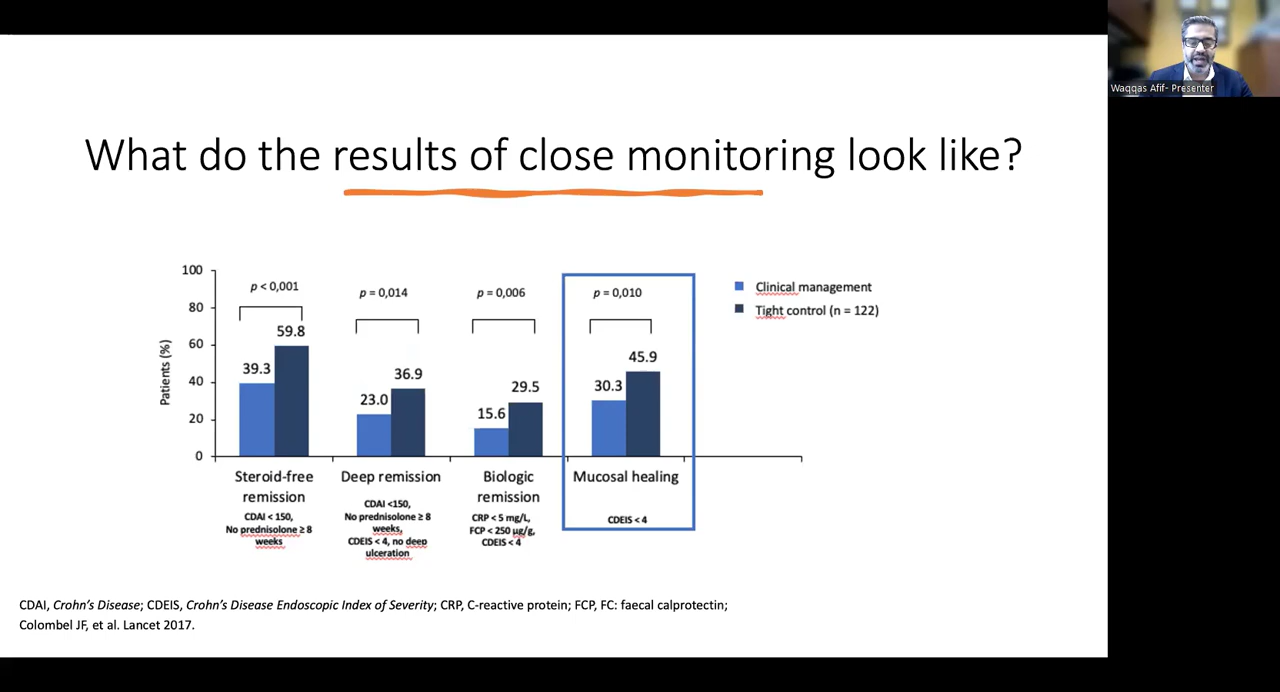 Waqqas Afif- Presenter
What do the results of close monitoring look like?
100
80
60
40
20
0
Patients (%)
p < 0,001
39.3
59.8
p = 0,014
23.0
36.9
p = 0,006
15.6
29.5
p = 0,010
30.3
45.9
Clinical management
Tight control (n = 122)
Steroid-free
remission
CDAI < 150,
No prednisolone ≥ 8
weeks
Deep remission
CDAI <150,
No prednisolone ≥ 8
weeks,
CDEIS < 4, no deep
ulceration
Biologic
remission
CRP < 5 mg/L,
FCP < 250 µg/g,
CDEIS < 4
Mucosal healing
CDEIS < 4
CDAI, Crohn’s Disease; CDEIS, Crohn’s Disease Endoscopic Index of Severity; CRP, C-reactive protein; FCP, FC: faecal calprotectin;
Colombel JF, et al. Lancet 2017.